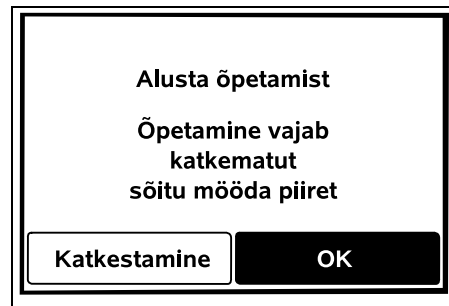 Alusta õpetamist
Õpetamine vajab
katkematut
sõitu mööda piiret
Katkestamine
OK